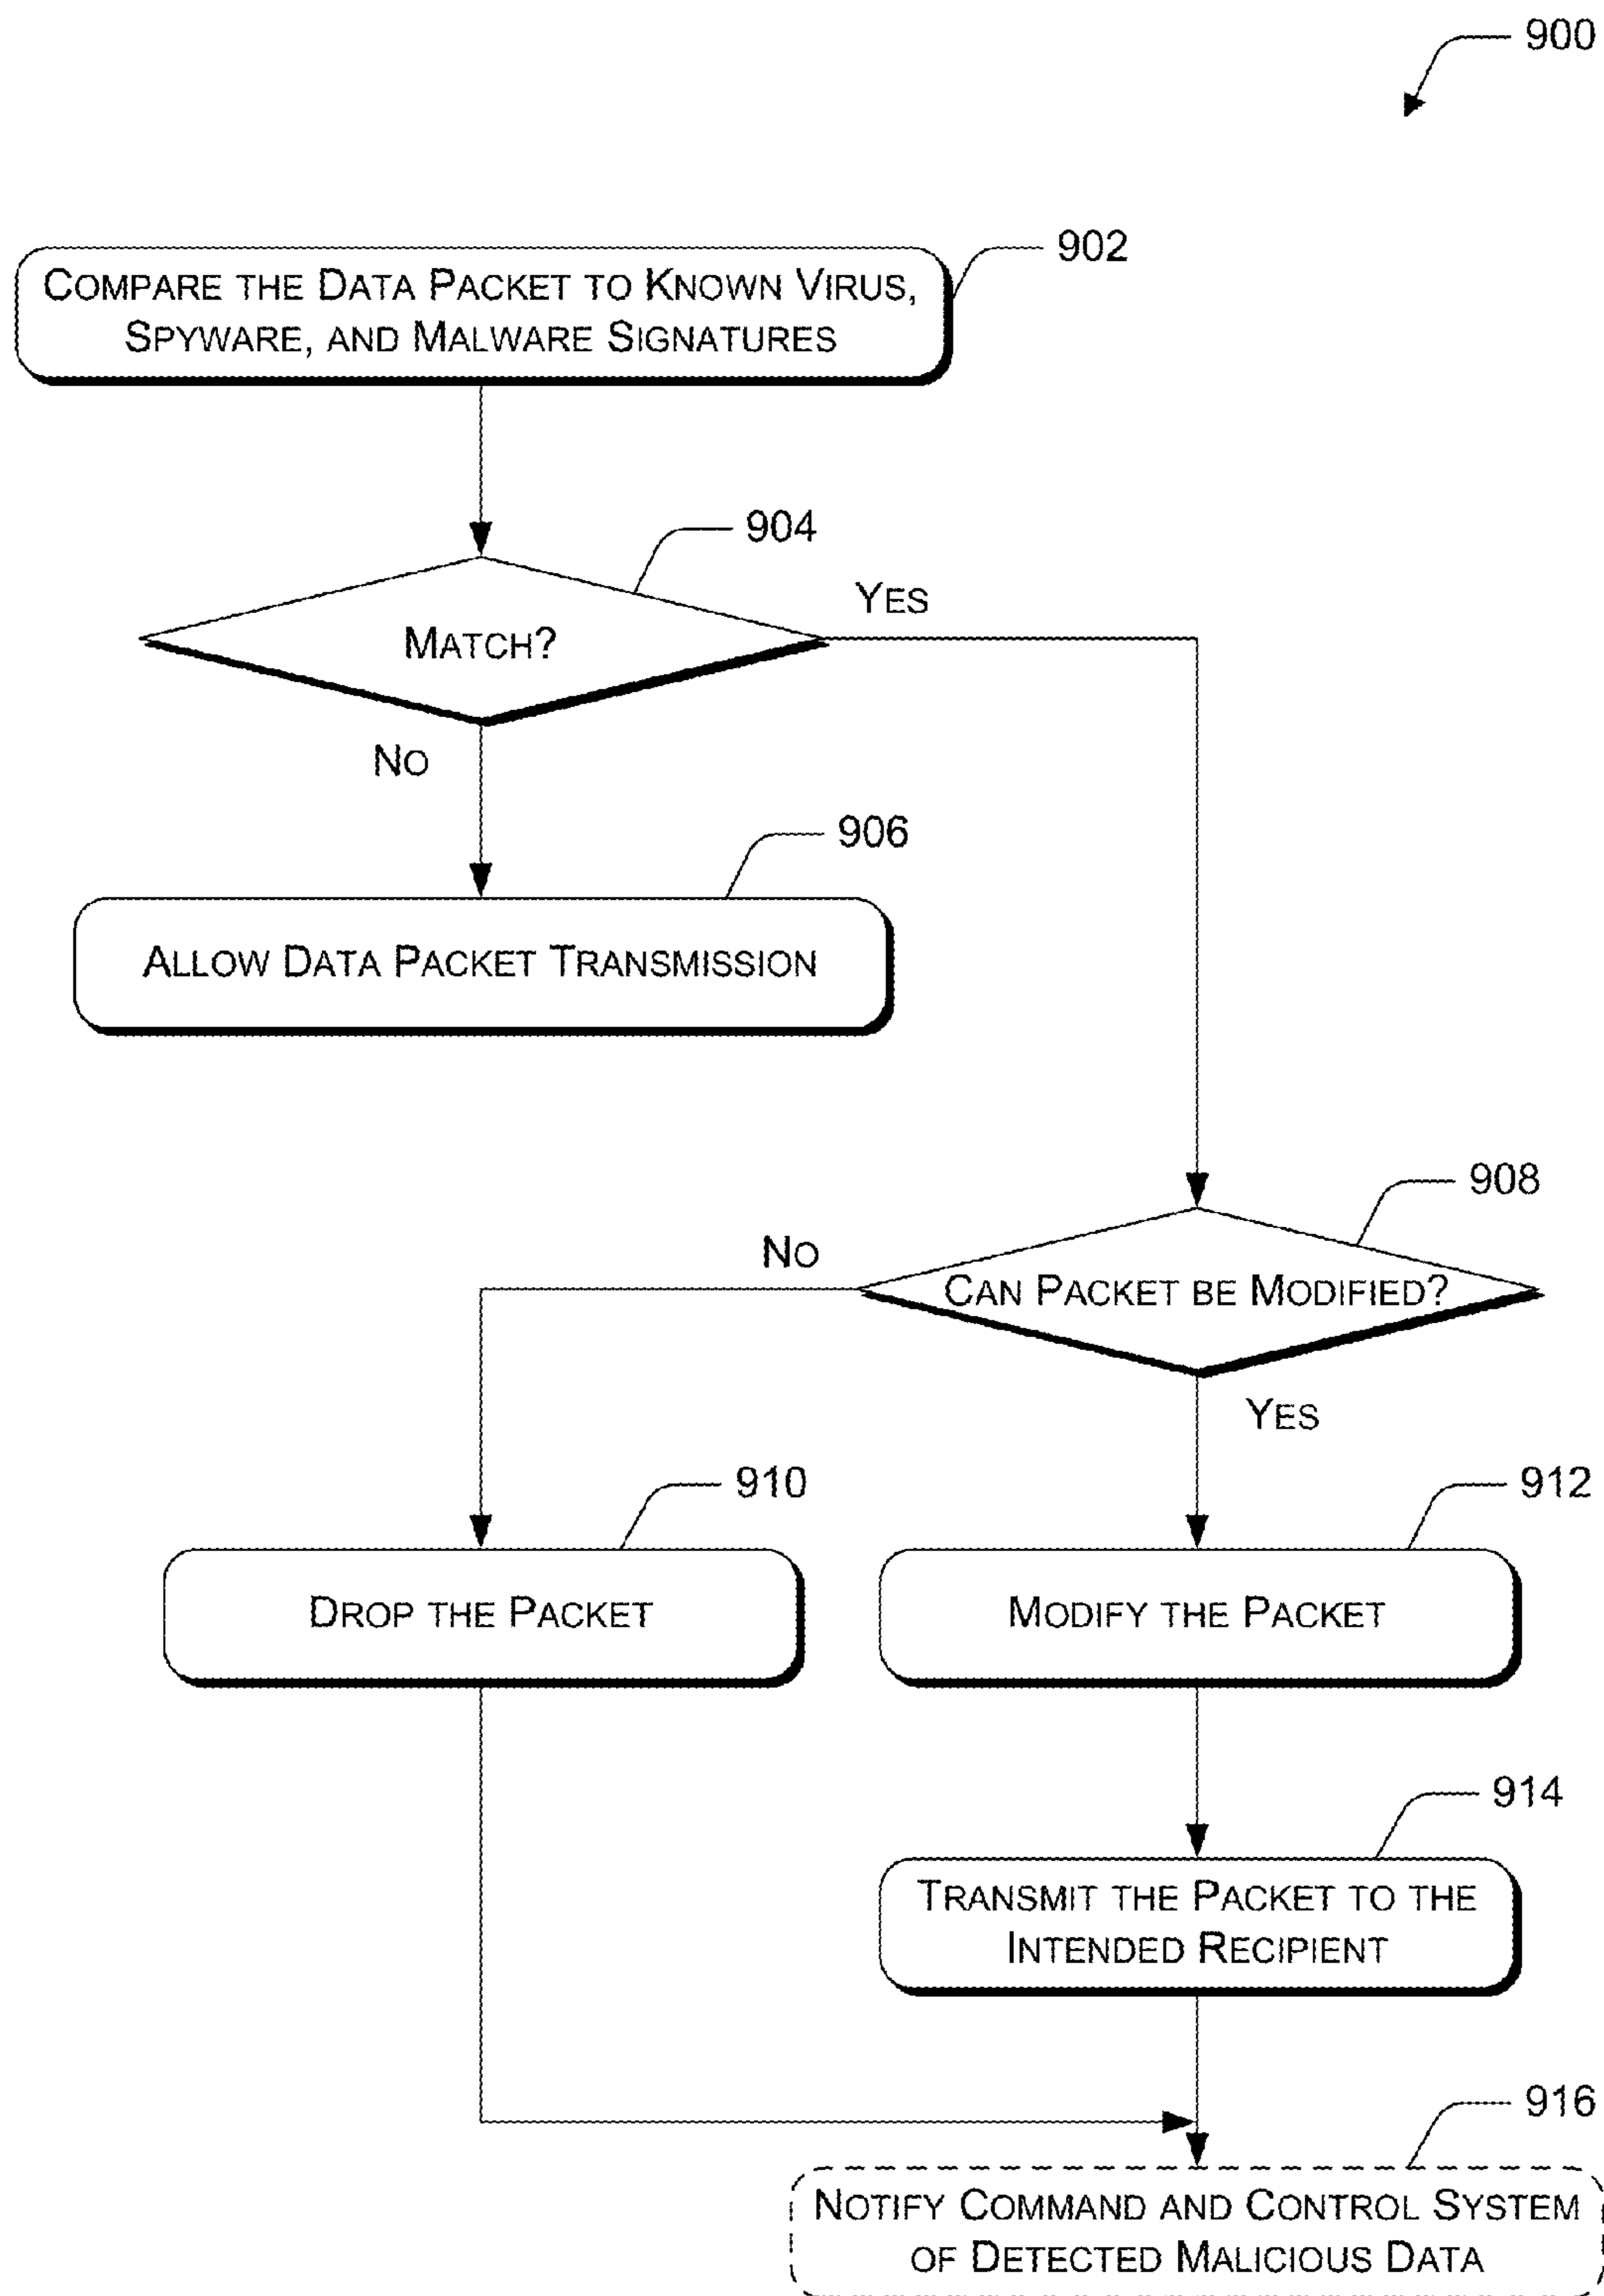 900
902
COMPARE THE DATA PACKET TO KNOWN VIRUS,
SPYWARE, AND MALWARE SIGNATURES
904
YES
MATCH?
NO
906
ALLOW DATA PACKET TRANSMISSION
908
NO
CAN PACKET BE MODIFIED?
YES
910
912
DROP THE PACKET
MODIFY THE PACKET
914
TRANSMIT THE PACKET TO THE
INTENDED RECIPIENT
916
NOTIFY COMMAND AND CONTROL SYSTEM
OF DETECTED MALICIOUS DATA